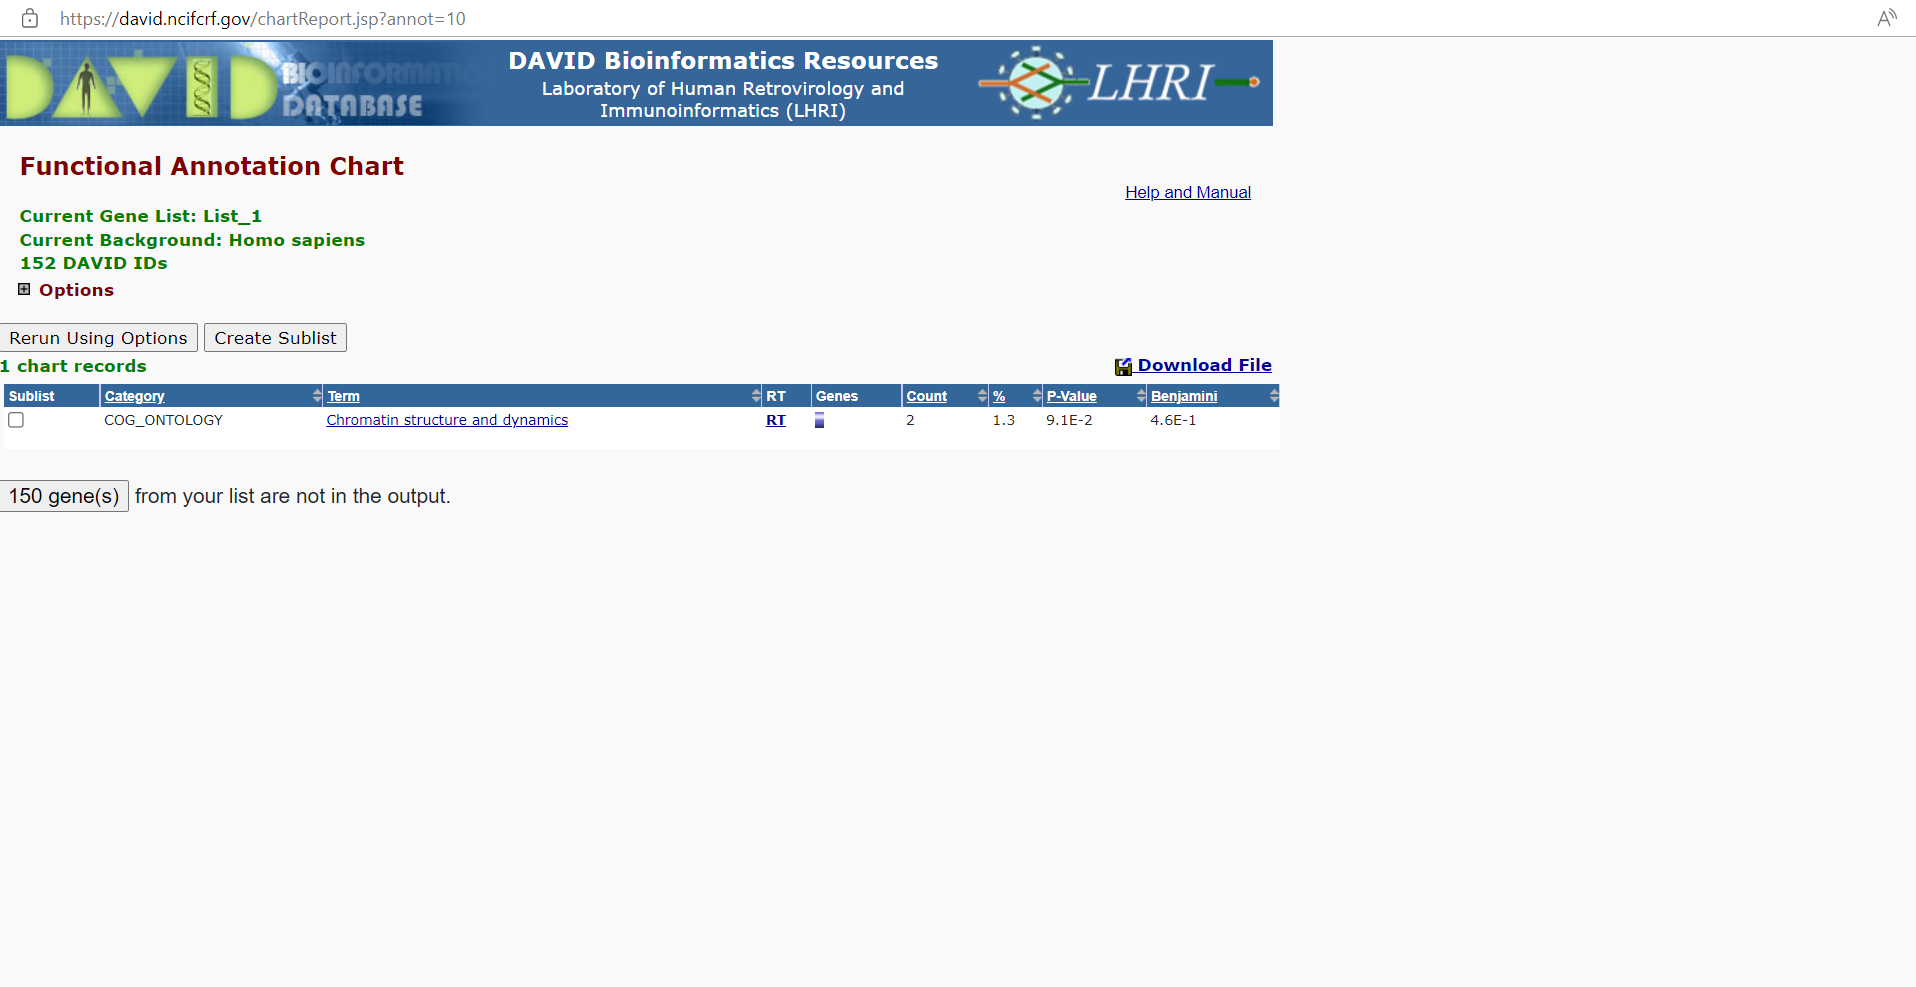 https://david.ncifcrf.gov/chartReport.jsp?annot=10
DAVID BIOINFORMATICS DATABASE
DAVID Bioinformatics Resources
Laboratory of Human Retrovirology and
Immunoinformatics (LHRI)
LHRI
Functional Annotation Chart
Help and Manual
Current Gene List: List_1
Current Background: Homo sapiens
152 DAVID IDs
Options
Rerun Using Options Create Sublist
1 chart records Download File
Sublist Category Term RT Genes Count % P-Value Benjamini
COG_ONTOLOGY Chromatin structure and dynamics RT 2 1.3 9.1E-2 4.6E-1
150 gene(s) from your list are not in the output.